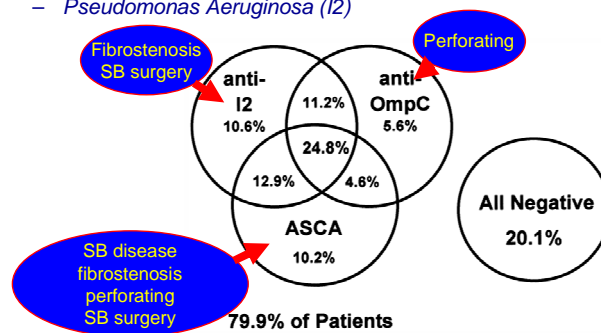 – Pseudomonas Aeruginosa (I2)
Fibrostenosis
SB surgery
Perforating
anti-
I2
10.6%
11.2%
anti-
OmpC
5.6%
24.8%
12.9%
4.6%
ASCA
10.2%
All Negative
20.1%
SB disease
fibrostenosis
perforating
SB surgery
79.9% of Patients